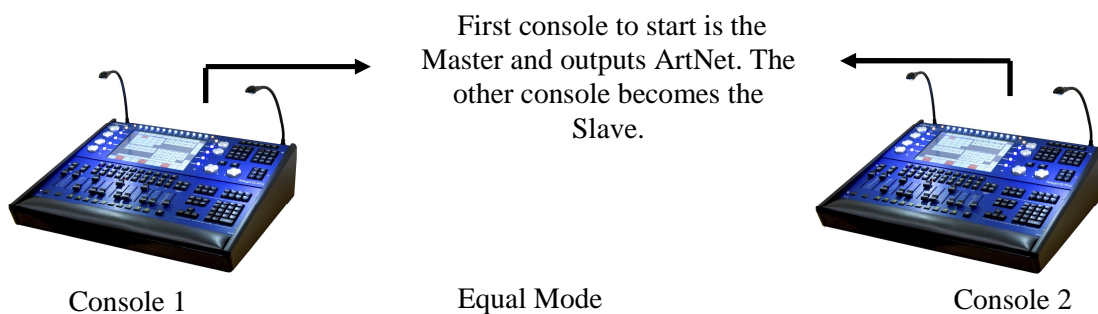 First console to start is the
Master and outputs ArtNet. The
other console becomes the
Slave.
Console 1
Equal Mode
Console 2